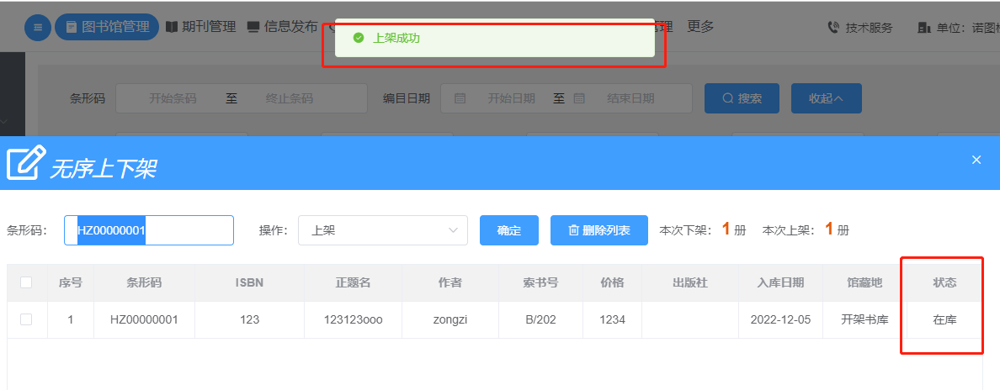 图书馆管理 期刊管理 信息发布 管理 更多 技术服务 单位：诺图
上架成功
条形码 开始条码 至 终止条码 编目日期 开始日期 至 结束日期 搜索 收起
无序上下架
条形码： HZ00000001 操作： 上架 确定 删除列表 本次下架： 1 册 本次上架： 1 册
序号 条形码 ISBN 正题名 作者 索书号 价格 出版社 入库日期 馆藏地 状态
1 HZ00000001 123 123123ooo zongzi B/202 1234 2022-12-05 开架书库 在库